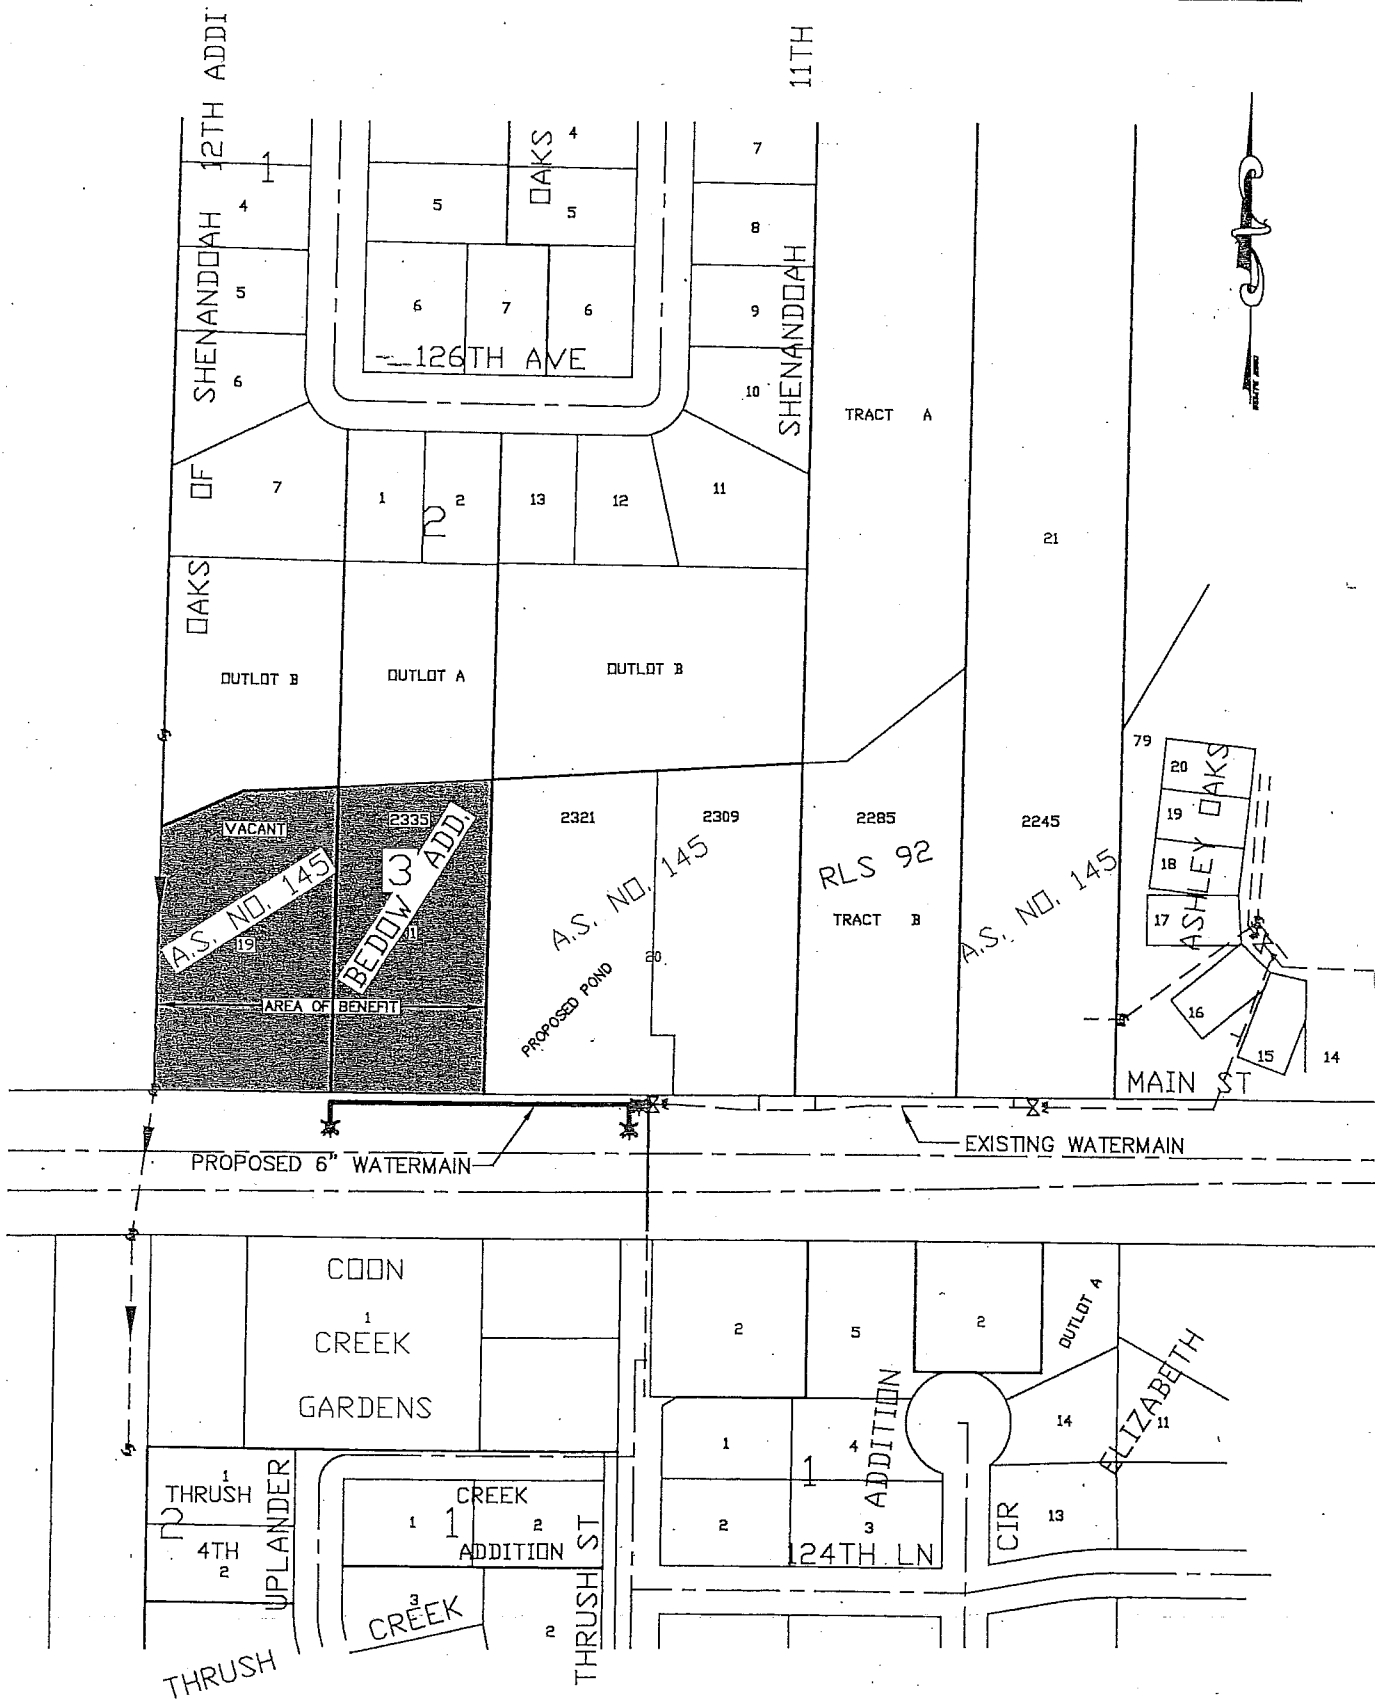 12TH ADDI
SHENANDOAH
OF
OAKS
1
4
5
6
7
4
5
OAKS
5
6
7
6
126TH AVE
11TH
SHENANDOAH
7
8
9
10
11
1
2
2
13
12
TRACT A
21
OUTLOT B
OUTLOT A
OUTLOT B
79
20
19
18
17
16
15
14
ASHLEY OAKS
VACANT
2335
2321
2309
2285
2245
A.S. NO. 145
19
3
BEDOW ADD.
1
AREA OF BENEFIT
A.S. NO. 145
20
PROPOSED POND
RLS 92
TRACT B
A.S. NO. 145
MAIN ST
PROPOSED 6" WATERMAIN
EXISTING WATERMAIN
COON
1
CREEK
GARDENS
2
5
2
OUTLOT A
1
4
1
2
3
ADDITION
14
11
13
ELIZABETH
CIR
124TH LN
1
THRUSH
2
4TH
2
UPLANDER
CREEK
1
1
2
ADDITION
3
CREEK
2
THRUSH ST
THRUSH